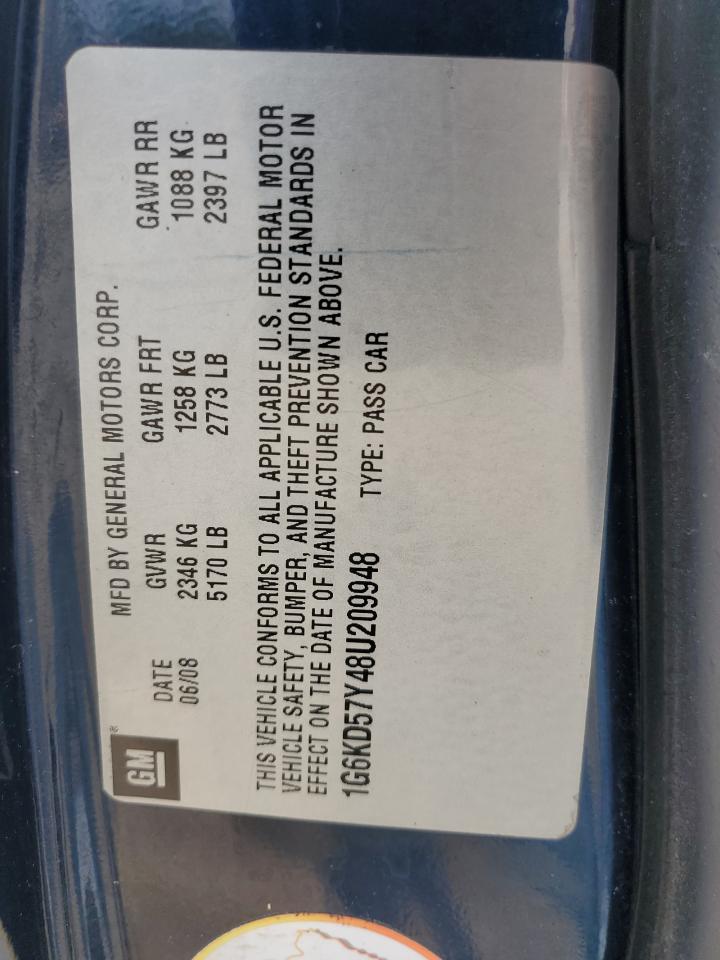 GM®
MFD BY GENERAL MOTORS CORP.
DATE GVWR GAWR FRT GAWR RR
06/08 2346 KG 1258 KG 1088 KG
5170 LB 2773 LB 2397 LB
THIS VEHICLE CONFORMS TO ALL APPLICABLE U.S. FEDERAL MOTOR
VEHICLE SAFETY, BUMPER, AND THEFT PREVENTION STANDARDS IN
EFFECT ON THE DATE OF MANUFACTURE SHOWN ABOVE.
1G6KD57Y48U209948 TYPE: PASS CAR